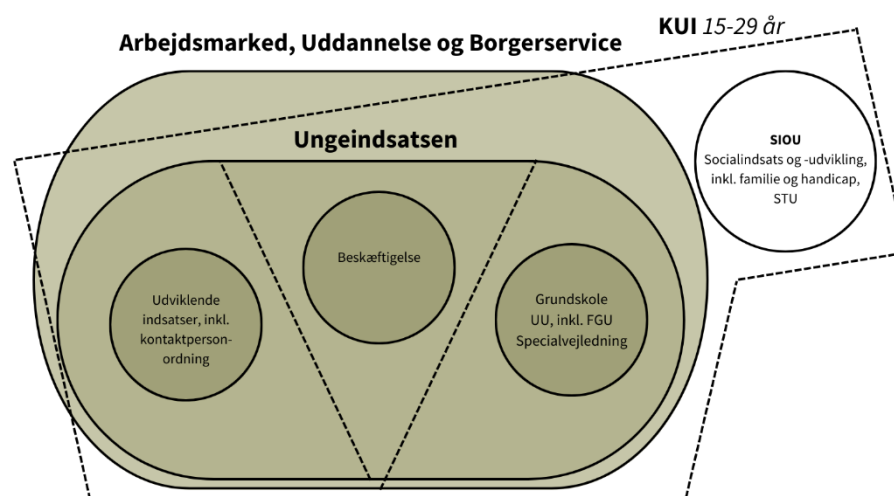 KUI 15-29 år
Arbejdsmarked, Uddannelse og Borgerservice
Ungeindsatsen
SIOU
Socialindsats og -udvikling,
inkl. familie og handicap,
STU
Udviklende
indsatser, inkl.
kontaktperson-
ordning
Beskæftigelse
Grundskole
UU, inkl. FGU
Specialvejledning